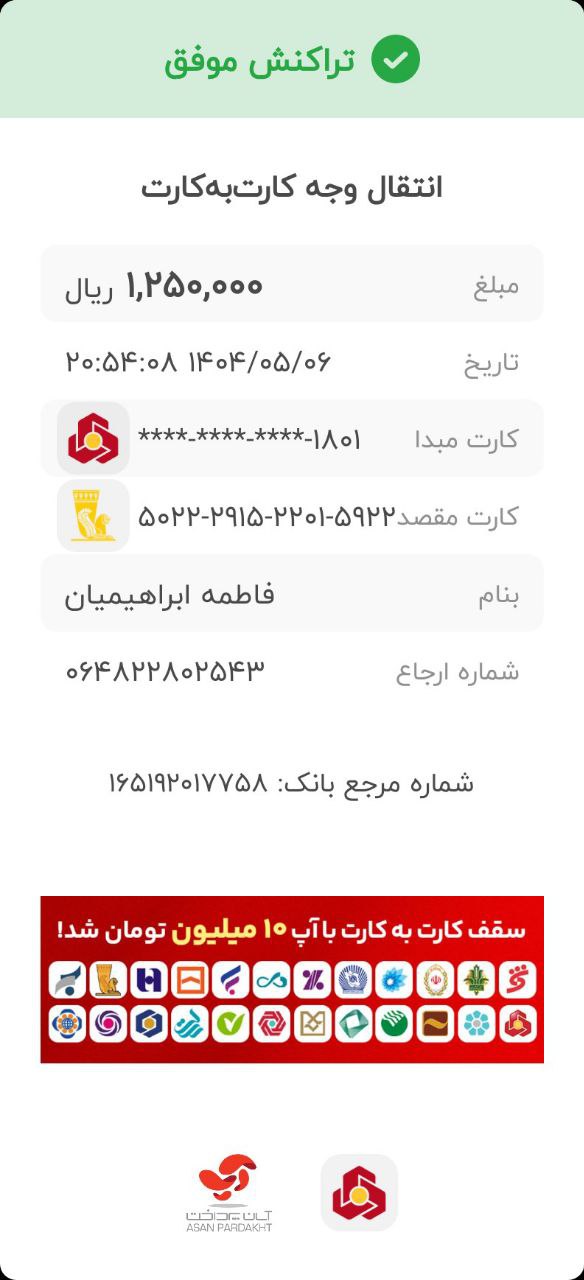 تراکنش موفق
انتقال وجه کارت‌به‌کارت
مبلغ ۱,۲۵۰,۰۰۰ ریال
تاریخ ۱۴۰۴/۰۵/۰۶ ۲۰:۵۴:۰۸
کارت مبدا ****-****-****-۱۸۰۱
کارت مقصد ۵۰۲۲-۲۹۱۵-۲۲۰۱-۵۹۲۲
بنام فاطمه ابراهیمیان
شماره ارجاع ۰۶۴۸۲۲۸۰۲۵۴۳
شماره مرجع بانک: ۱۶۵۱۹۲۰۱۷۷۵۸
سقف کارت به کارت با آپ ۱۰ میلیون تومان شد!
آسان پرداخت
ASAN PARDAKHT